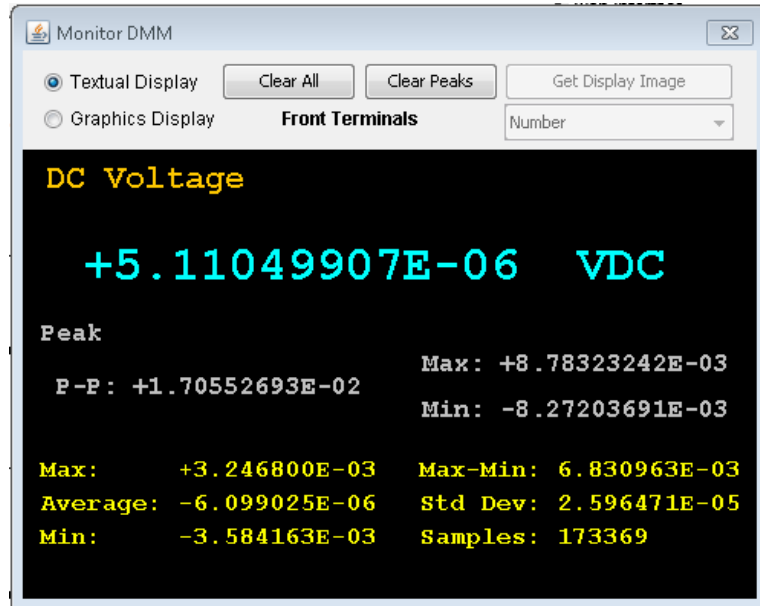 Monitor DMM
Textual Display Clear All Clear Peaks Get Display Image
Graphics Display Front Terminals Number
DC Voltage
+5.11049907E-06 VDC
Peak
Max: +8.78323242E-03
P-P: +1.70552693E-02
Min: -8.27203691E-03
Max: +3.246800E-03 Max-Min: 6.830963E-03
Average: -6.099025E-06 Std Dev: 2.596471E-05
Min: -3.584163E-03 Samples: 173369